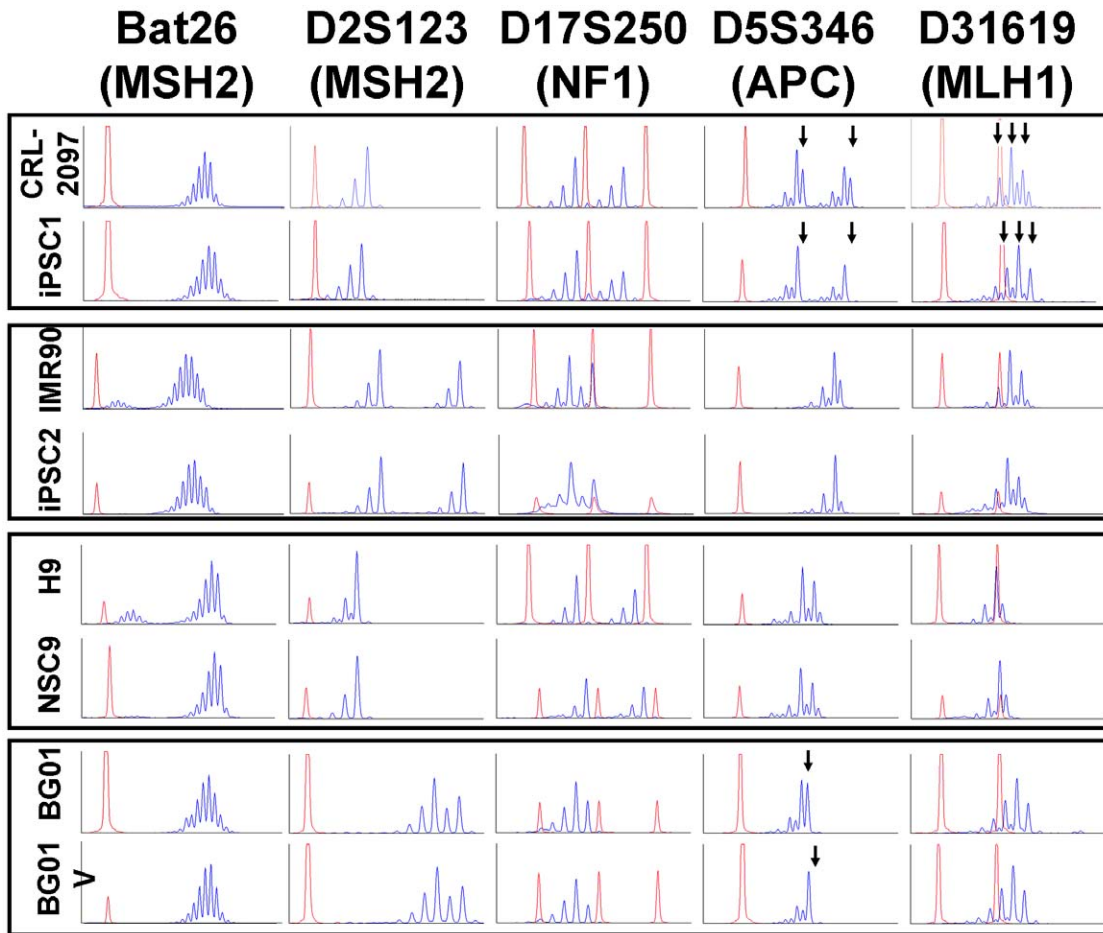 Bat26 D2S123 D17S250 D5S346 D31619
(MSH2) (MSH2) (NF1) (APC) (MLH1)
CRL-
2097
iPSC1
IMR90
iPSC2
H9
NSC9
BG01
BG01
V